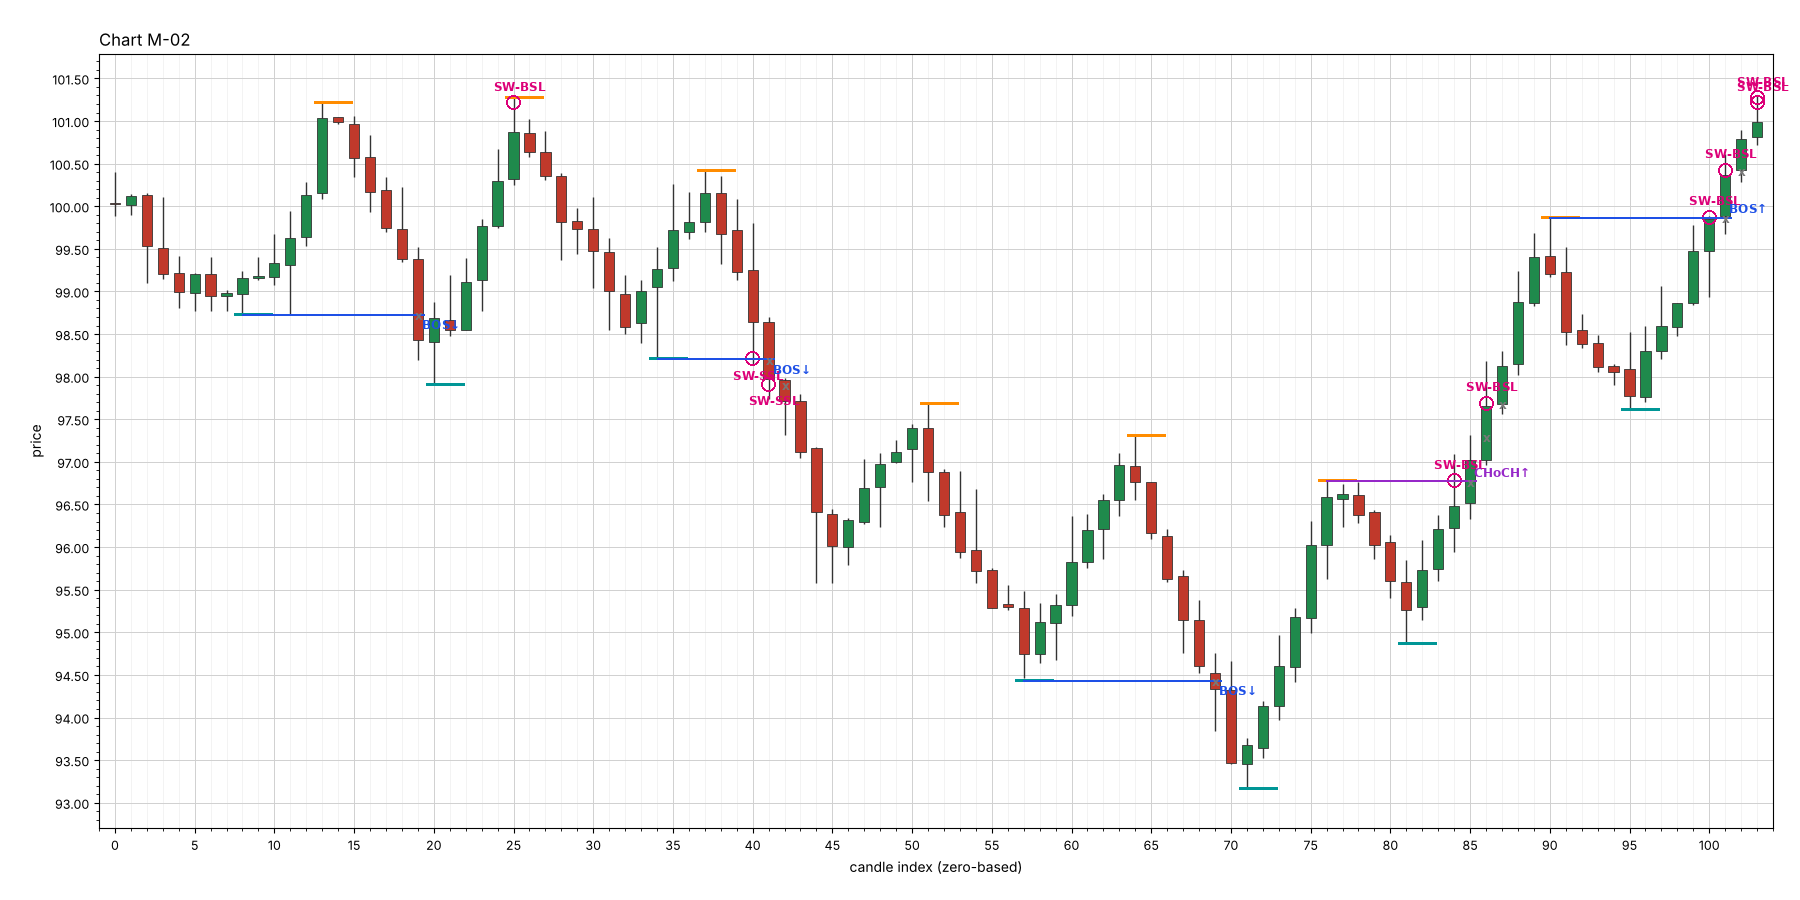 Chart M-02
SW-BSL
SW-BSL
SW-BSL
SW-BSL
SW-BSL
BOS↑
SW-BSL
SW-BSL
CHoCH↑
BOS↓
BOS↓
SW-SSL
SW-SSL
BOS↓
101.50
101.00
100.50
100.00
99.50
99.00
98.50
98.00
97.50
97.00
96.50
96.00
95.50
95.00
94.50
94.00
93.50
93.00
price
0 5 10 15 20 25 30 35 40 45 50 55 60 65 70 75 80 85 90 95 100
candle index (zero-based)